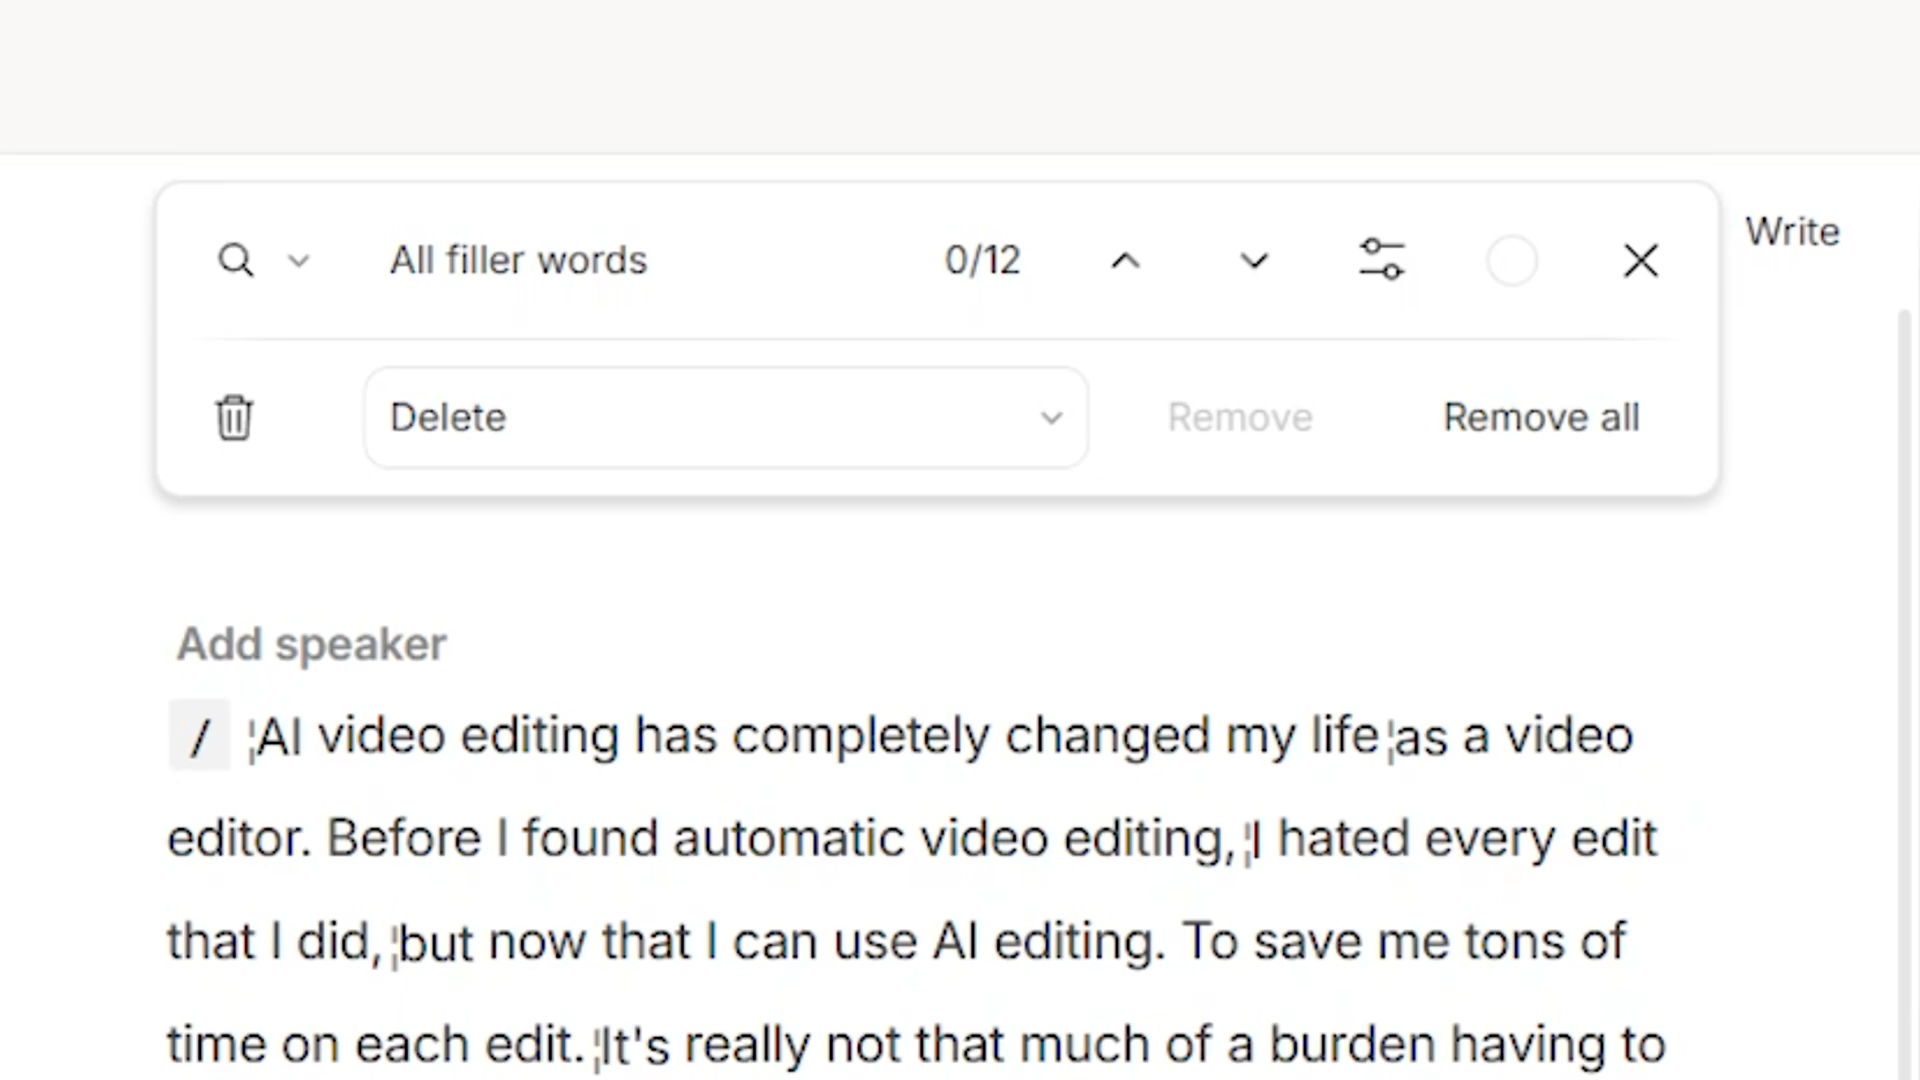 All filler words 0/12
Write
Delete Remove Remove all
Add speaker
/ ¦AI video editing has completely changed my life¦as a video
editor. Before I found automatic video editing,¦I hated every edit
that I did,¦but now that I can use AI editing. To save me tons of
time on each edit.¦It's really not that much of a burden having to